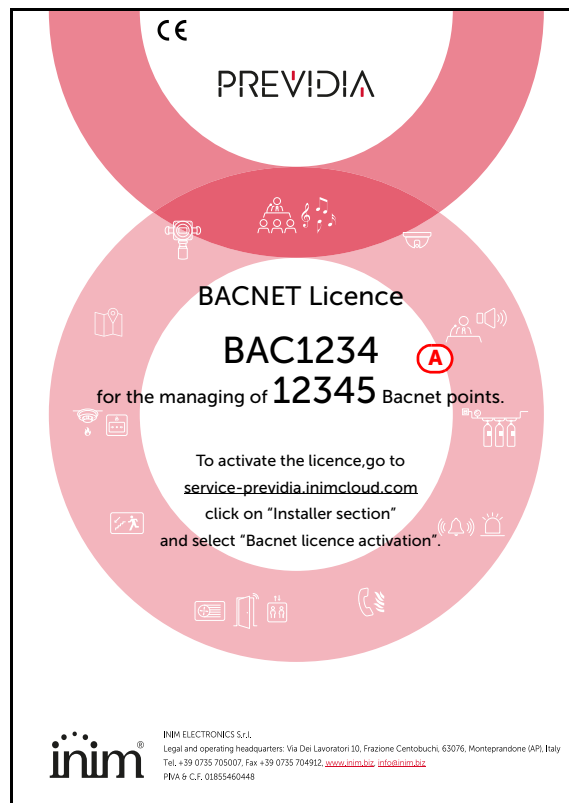 CE
PREVIDIA
BACNET Licence
BAC1234
A
for the managing of 12345 Bacnet points.
To activate the licence,go to
service-previdia.inimcloud.com
click on “Installer section”
and select “Bacnet licence activation”.
inim®
INIM ELECTRONICS S.r.l.
Legal and operating headquarters: Via Dei Lavoratori 10, Frazione Centobuchi, 63076, Monteprandone (AP), Italy
Tel. +39 0735 705007, Fax +39 0735 704912, www.inim.biz, info@inim.biz
PIVA & C.F. 01855460448